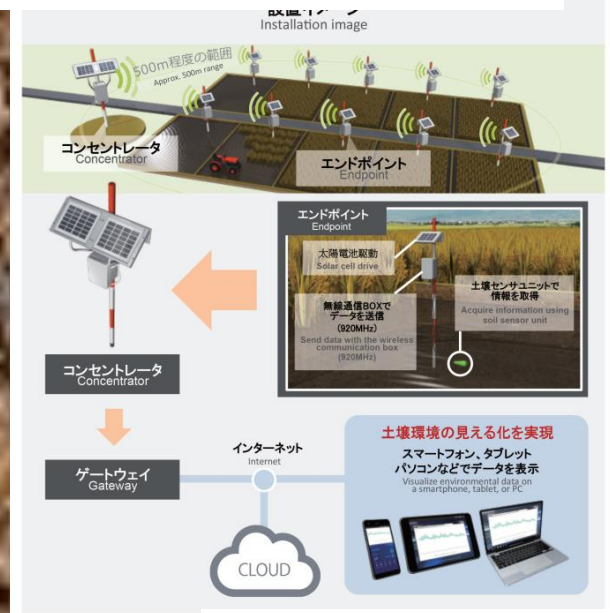 設置イメージ
Installation image
500m程度の範囲
Approx. 500m range
コンセントレータ
Concentrator
エンドポイント
Endpoint
エンドポイント
Endpoint
太陽電池駆動
Solar cell drive
無線通信BOXで
データを送信
(920MHz)
Send data with the wireless
communication box
(920MHz)
土壌センサユニットで
情報を取得
Acquire information using
soil sensor unit
コンセントレータ
Concentrator
ゲートウェイ
Gateway
インターネット
Internet
CLOUD
土壌環境の見える化を実現
スマートフォン、タブレット
パソコンなどでデータを表示
Visualize environmental data on
a smartphone, tablet, or PC